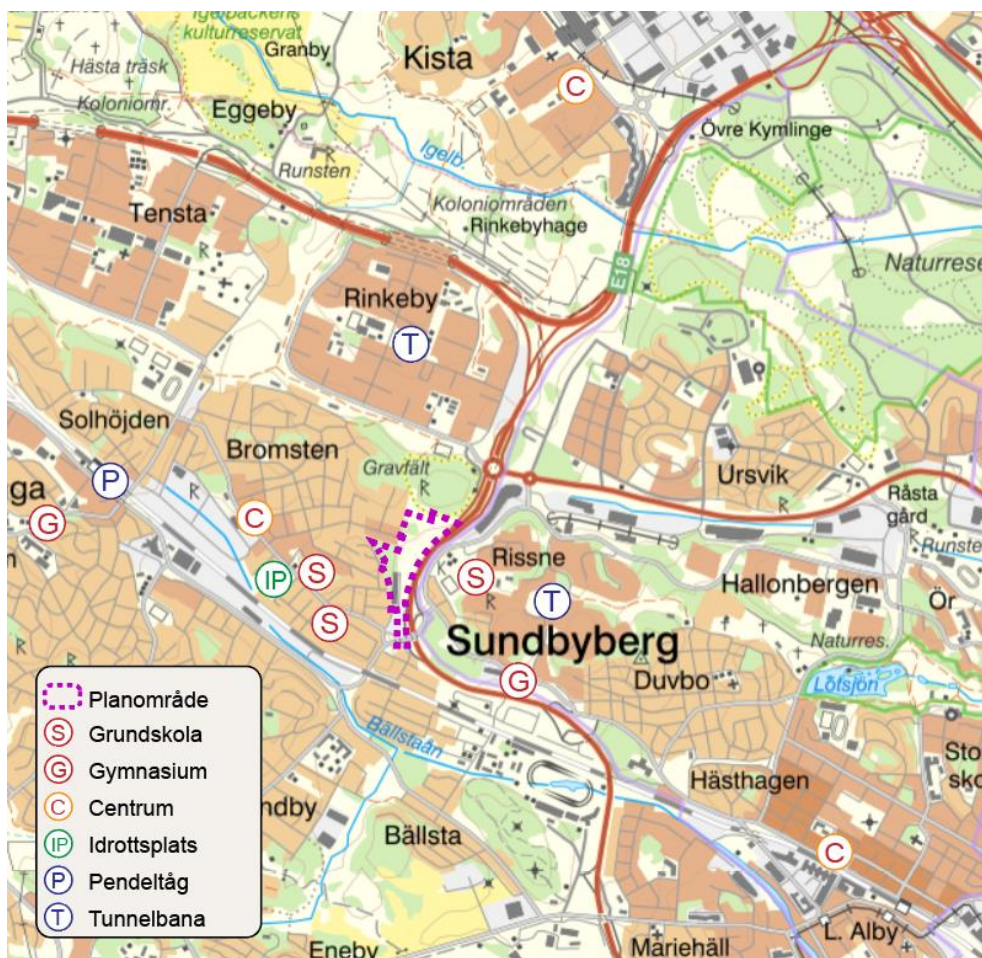 Igelbäckens
kulturreservat
Granby
Kista
C
Hästa träsk
Koloniomr.
Eggeby
Övre Kymlinge
Runsten
Igelb.
Tensta
Koloniområden
Rinkebyhage
E18
Naturrese
Rinkeby
T
Solhöjden
Bromsten
Gravfält
Ursvik
P
ga
G
C
Råsta
gård
Runste
IP
S
S
Rissne
S
T
Hallonbergen
Ör
Sundbyberg
Naturres.
G
Duvbo
Lötsjön
Planområde
S Grundskola
G Gymnasium
C Centrum
IP Idrottsplats
P Pendeltåg
T Tunnelbana
Bällstaån
Sto
sko
Hästhagen
ndby
Bällsta
C
Eneby
Mariehäll
L. Alby